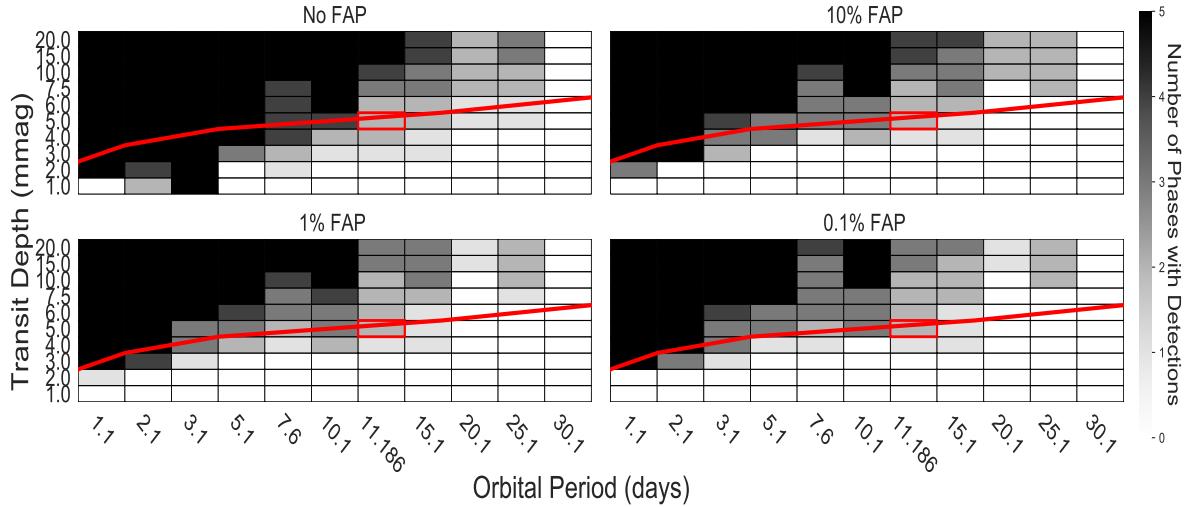 No FAP
10% FAP
20.0
15.0
10.0
7.5
6.0
5.0
4.0
3.0
2.0
1.0
1% FAP
0.1% FAP
20.0
15.0
10.0
7.5
6.0
5.0
4.0
3.0
2.0
1.0
Transit Depth (mmag)
1.1 2.1 3.1 5.1 7.6 10.1 11.186 15.1 20.1 25.1 30.1
1.1 2.1 3.1 5.1 7.6 10.1 11.186 15.1 20.1 25.1 30.1
Orbital Period (days)
5
4
3
2
1
0
Number of Phases with Detections